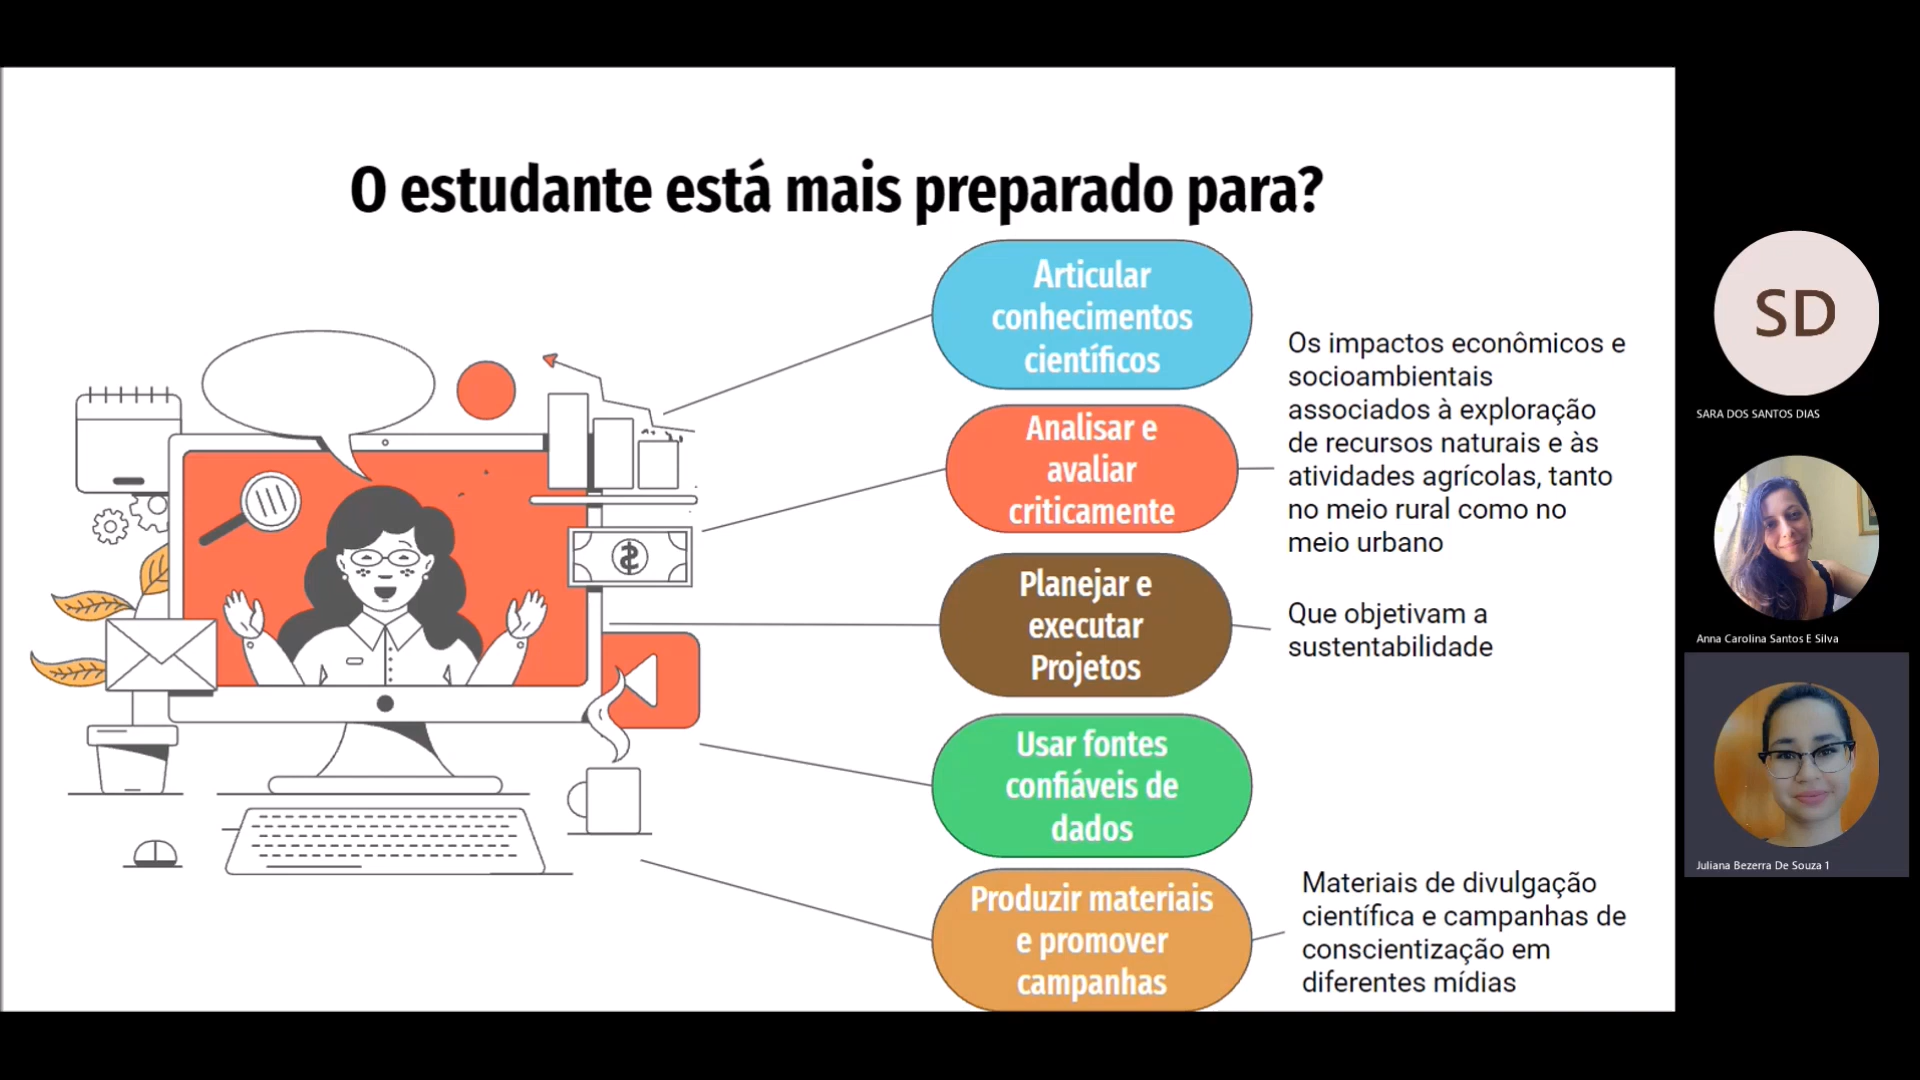 O estudante está mais preparado para?
Articular
conhecimentos
científicos
Analisar e
avaliar
criticamente
Os impactos econômicos e
socioambientais
associados à exploração
de recursos naturais e às
atividades agrícolas, tanto
no meio rural como no
meio urbano
Planejar e
executar
Projetos
Que objetivam a
sustentabilidade
Usar fontes
confiáveis de
dados
Produzir materiais
e promover
campanhas
Materiais de divulgação
científica e campanhas de
conscientização em
diferentes mídias
$
SD
SARA DOS SANTOS DIAS
Anna Carolina Santos E Silva
Juliana Bezerra De Souza 1